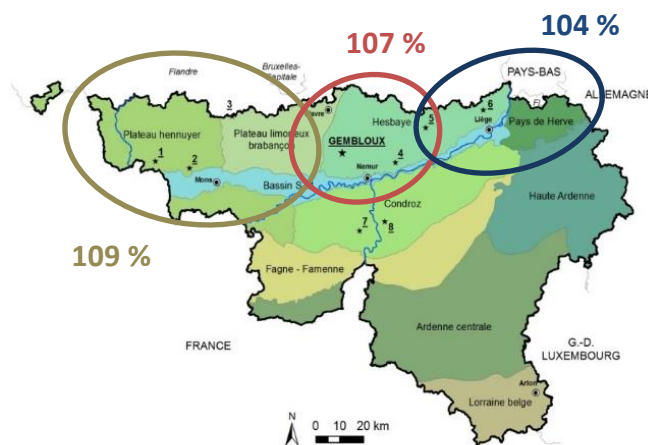 107 %
104 %
109 %
Flandre
Bruxelles-
Capitale
PAYS-BAS
ALLEMAGNE
3
Plateau hennuyer
Plateau limoneux
brabançon
Hesbaye
5
6
Liège
Pays de Herve
GEMBLOUX
1
2
4
Mons
Namur
Bassin S
Haute Ardenne
Condroz
7
8
Fagne - Famenne
FRANCE
Ardenne centrale
G.-D.
LUXEMBOURG
Arlon
Lorraine belge
N
0 10 20 km